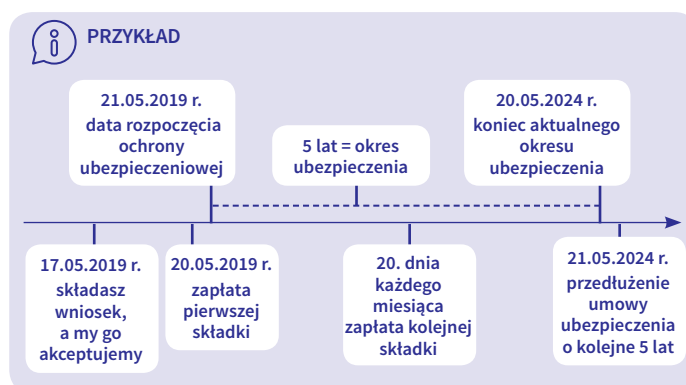 PRZYKŁAD
21.05.2019 r.
data rozpoczęcia
ochrony
ubezpieczeniowej
5 lat = okres
ubezpieczenia
20.05.2024 r.
koniec aktualnego
okresu
ubezpieczenia
17.05.2019 r.
składasz
wniosek,
a my go
akceptujemy
20.05.2019 r.
zapłata
pierwszej
składki
20. dnia
każdego
miesiąca
zapłata kolejnej
składki
21.05.2024 r.
przedłużenie
umowy
ubezpieczenia
o kolejne 5 lat